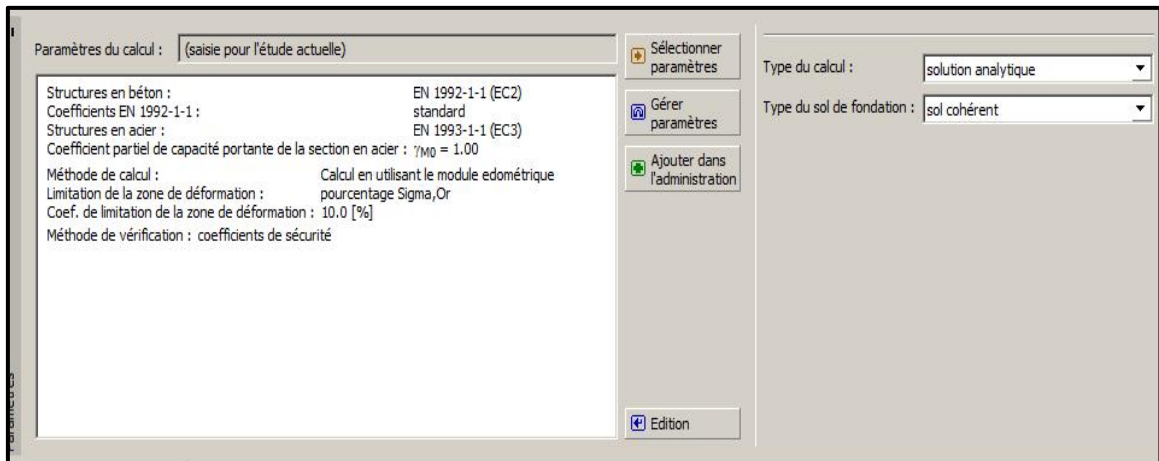 Paramètres du calcul : (saisie pour l'étude actuelle)
Structures en béton : EN 1992-1-1 (EC2)
Coefficients EN 1992-1-1 : standard
Structures en acier : EN 1993-1-1 (EC3)
Coefficient partiel de capacité portante de la section en acier : γM0 = 1.00
Méthode de calcul : Calcul en utilisant le module edométrique
Limitation de la zone de déformation : pourcentage Sigma,Or
Coef. de limitation de la zone de déformation : 10.0 [%]
Méthode de vérification : coefficients de sécurité
Sélectionner
paramètres
Gérer
paramètres
Ajouter dans
l'administration
Edition
Type du calcul : solution analytique
Type du sol de fondation : sol cohérent
Paramètres